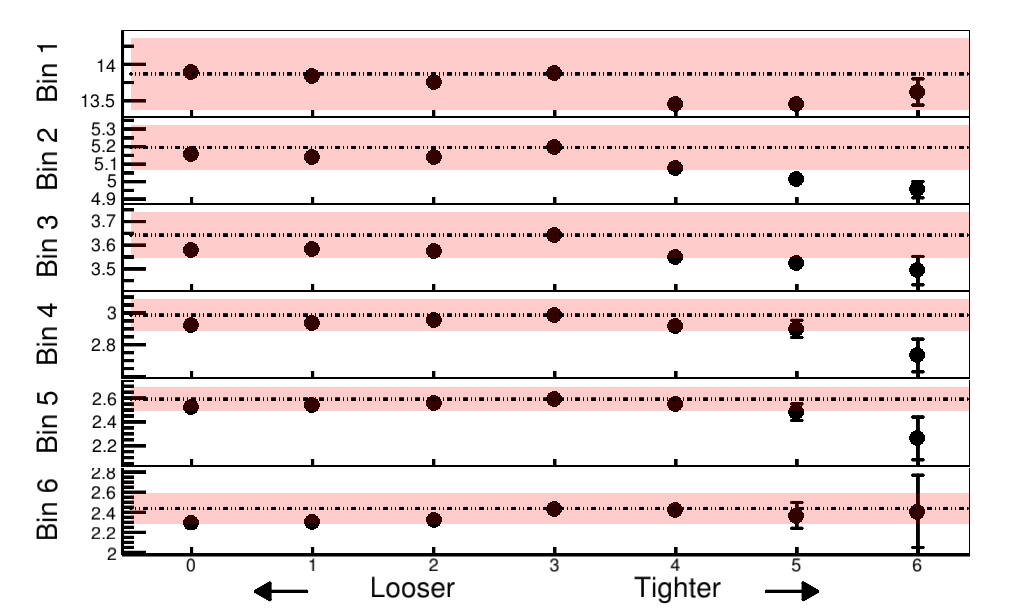 Bin 1
14
13.5
Bin 2
5.3
5.2
5.1
5
4.9
Bin 3
3.7
3.6
3.5
Bin 4
3
2.8
Bin 5
2.6
2.4
2.2
Bin 6
2.8
2.6
2.4
2.2
2
0 1 2 3 4 5 6
Looser Tighter